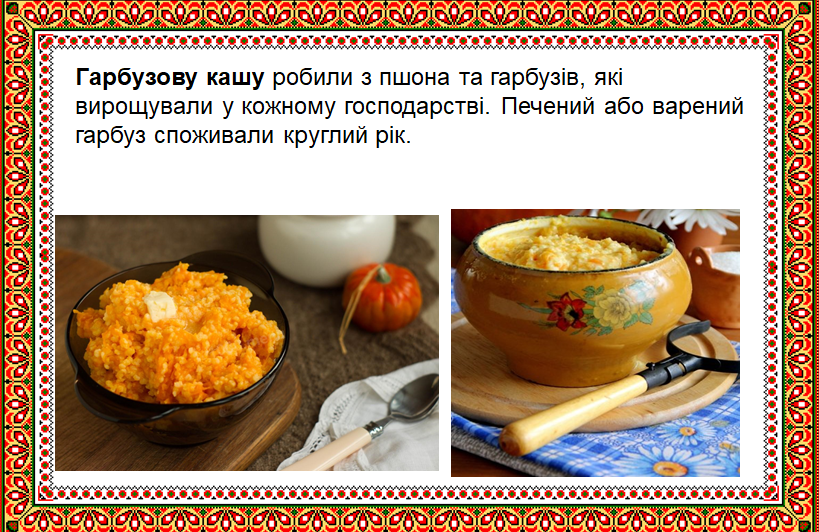 Гарбузову кашу робили з пшона та гарбузів, які
вирощували у кожному господарстві. Печений або варений
гарбуз споживали круглий рік.